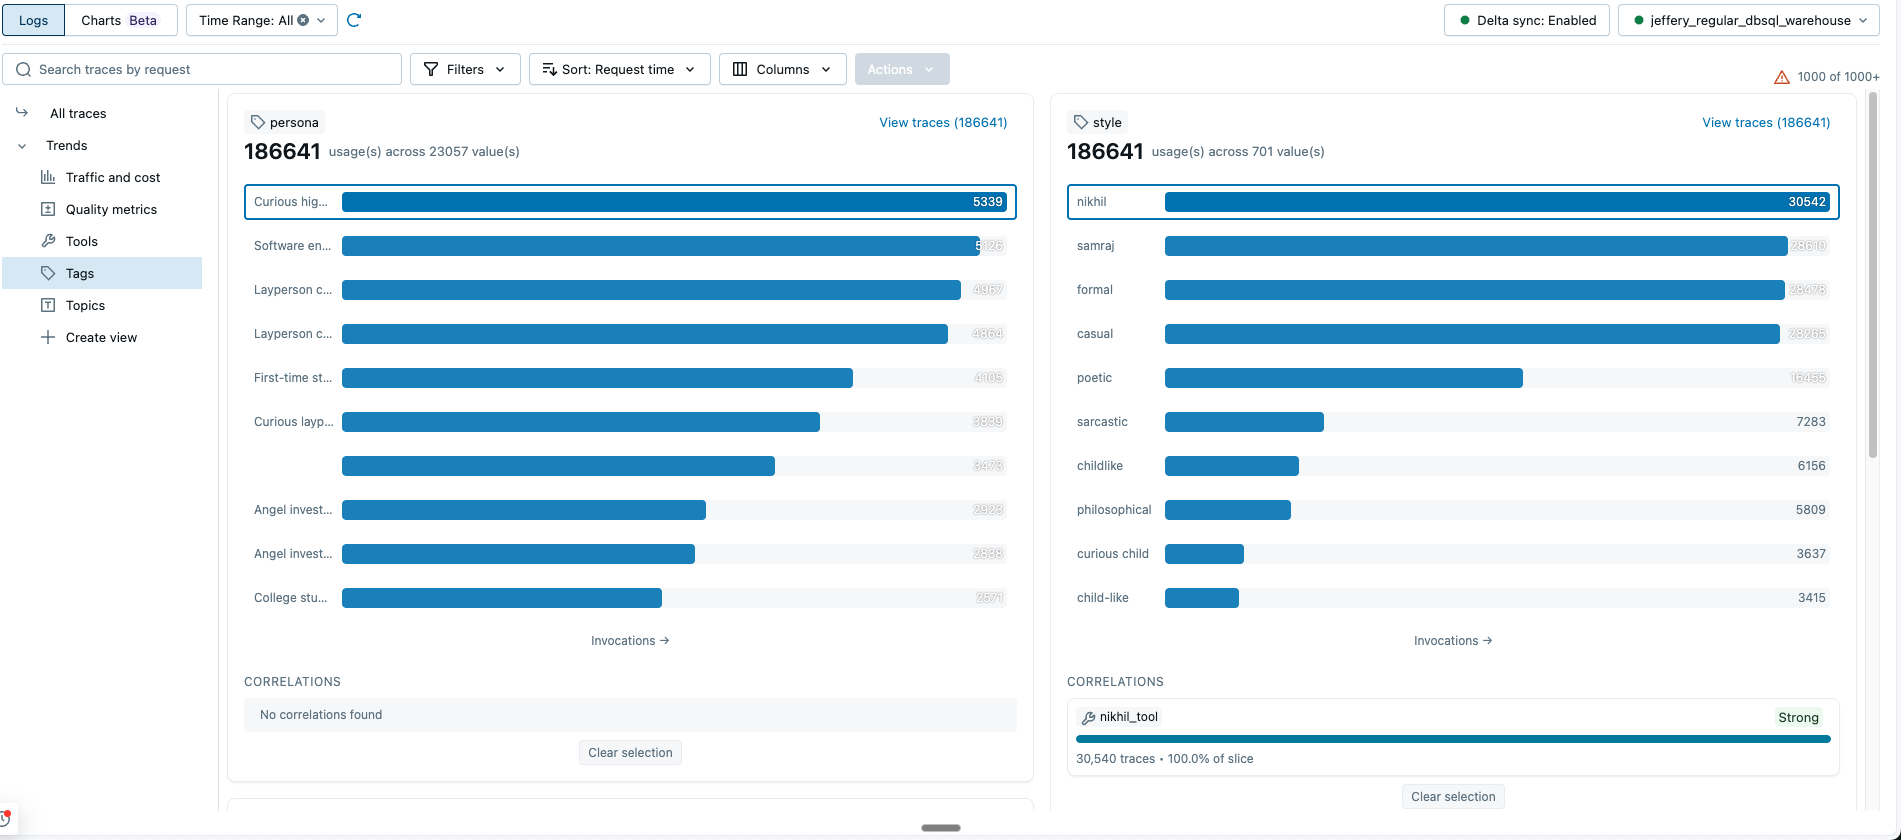 Logs Charts Beta Time Range: All Delta sync: Enabled jeffery_regular_dbsql_warehouse
Search traces by request Filters Sort: Request time Columns Actions 1000 of 1000+
All traces
Trends
Traffic and cost
Quality metrics
Tools
Tags
Topics
Create view
persona View traces (186641)
186641 usage(s) across 23057 value(s)
Curious hig... 5339
Software en... 5126
Layperson c... 4967
Layperson c... 4864
First-time st... 4105
Curious layp... 3839
3473
Angel invest... 2923
Angel invest... 2838
College stu... 2571
Invocations →
CORRELATIONS
No correlations found
Clear selection
style View traces (186641)
186641 usage(s) across 701 value(s)
nikhil 30542
samraj 28610
formal 28478
casual 28265
poetic 16455
sarcastic 7283
childlike 6156
philosophical 5809
curious child 3637
child-like 3415
Invocations →
CORRELATIONS
nikhil_tool Strong
30,540 traces • 100.0% of slice
Clear selection